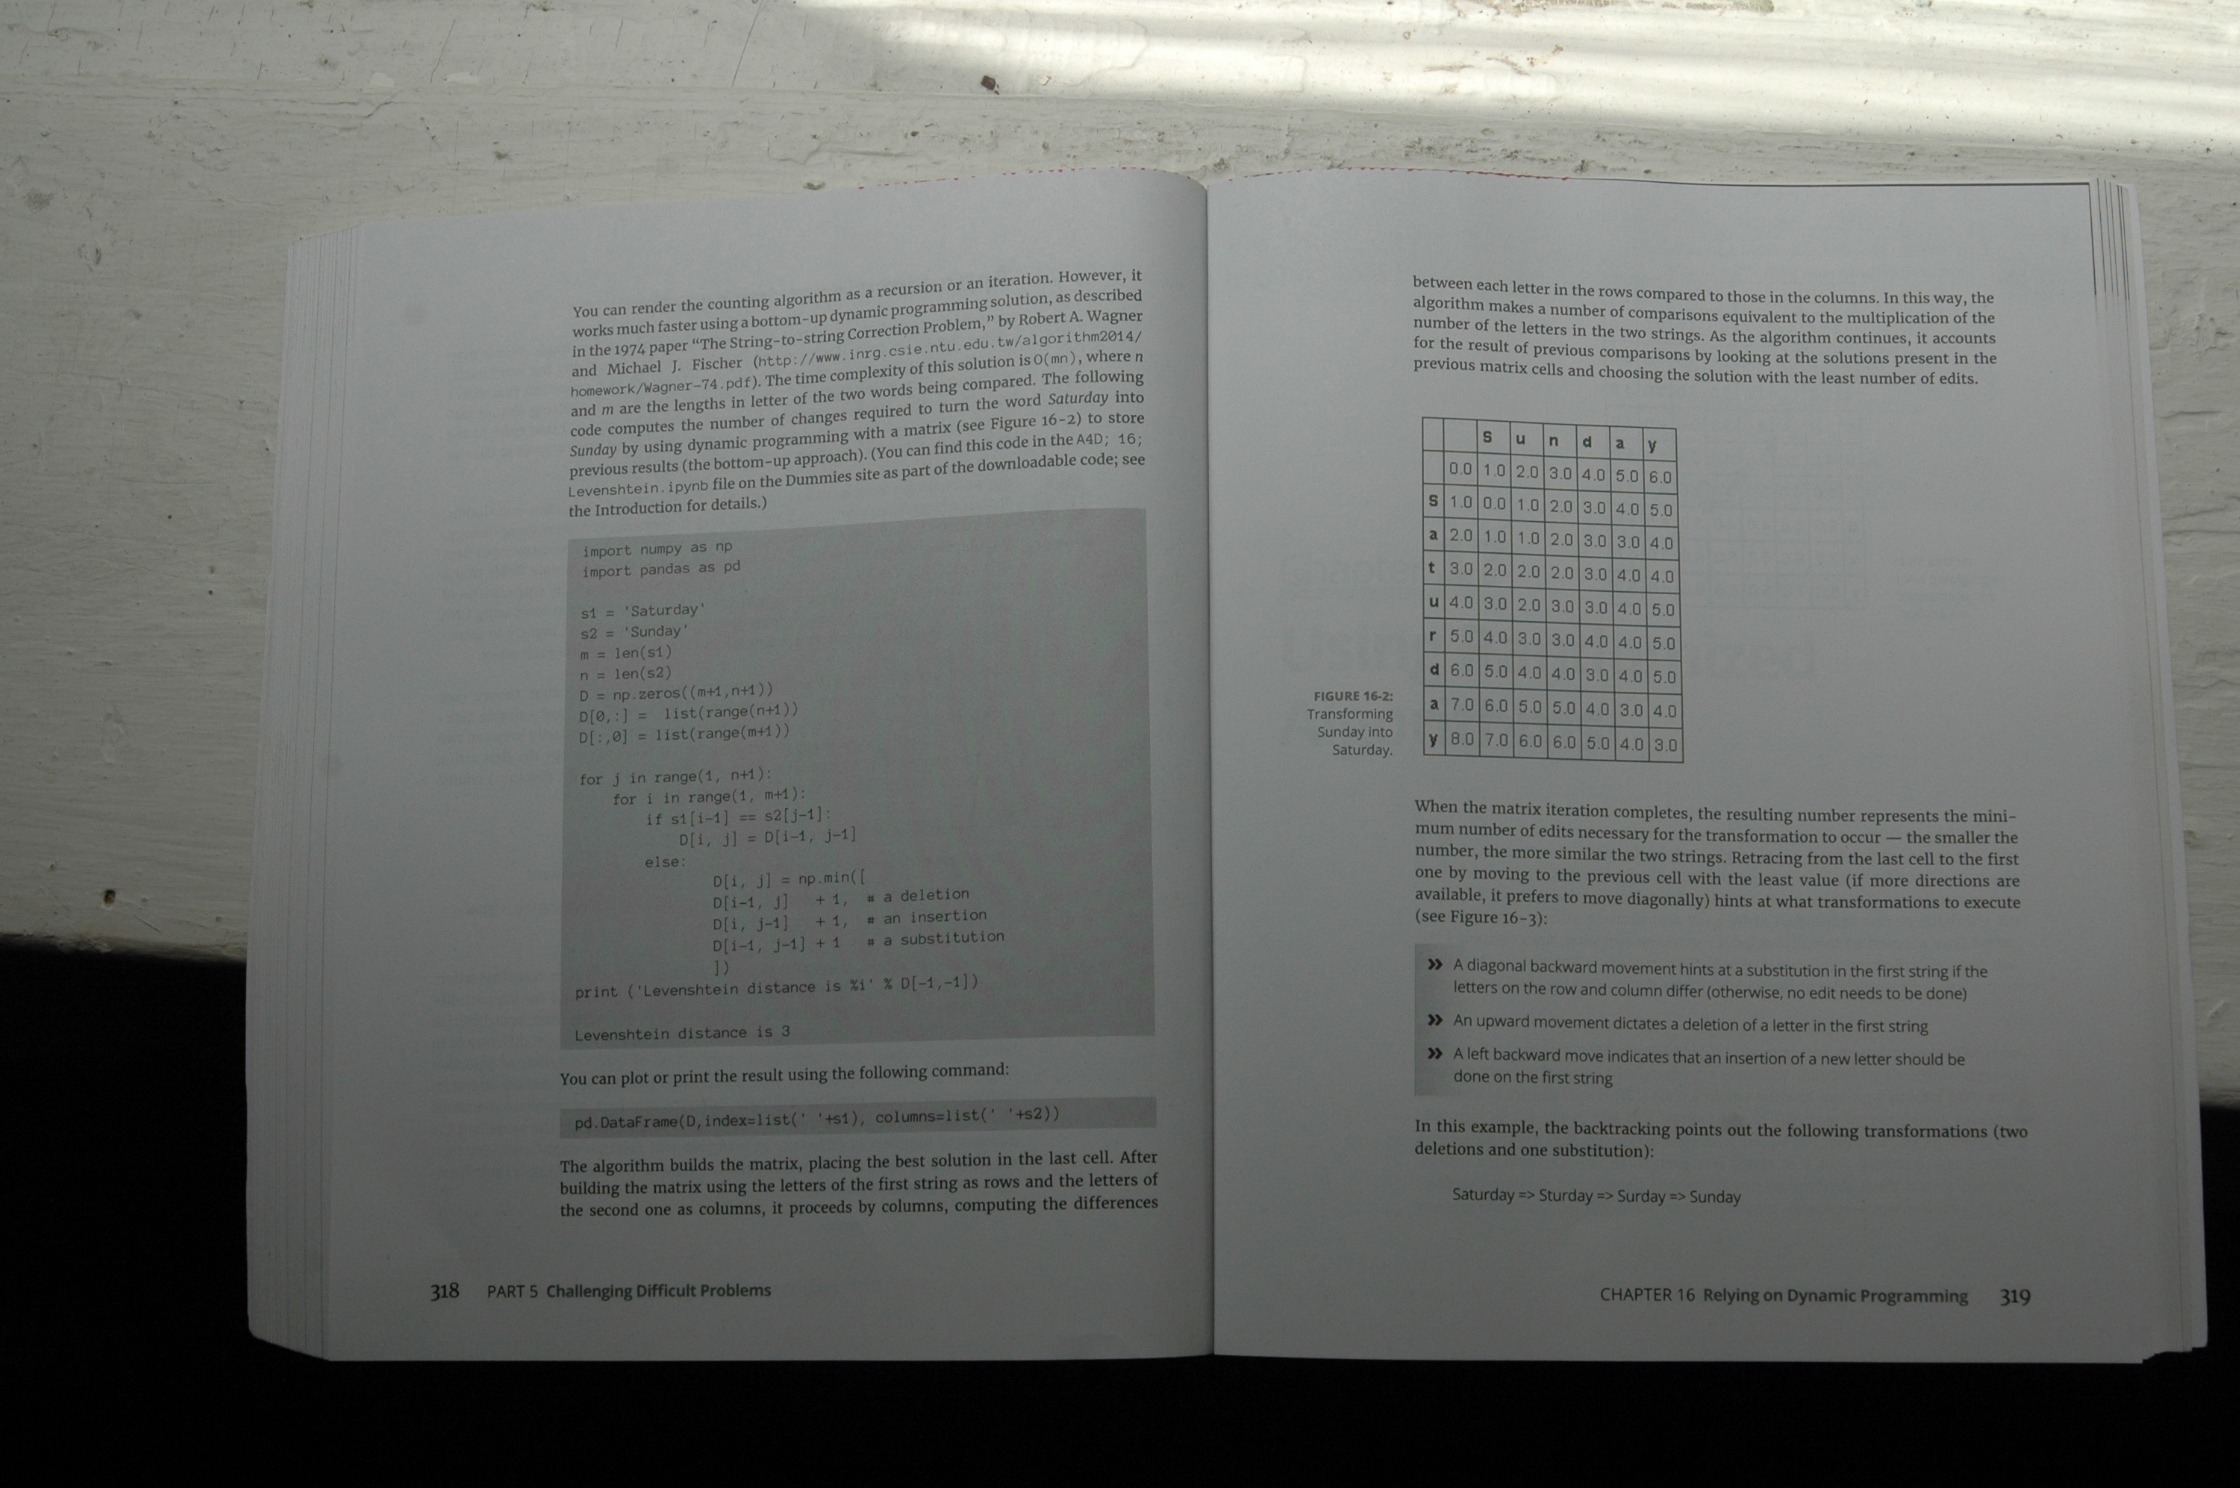 You can render the counting algorithm as a recursion or an iteration. However, it
works much faster using a bottom-up dynamic programming solution, as described
in the 1974 paper “The String-to-string Correction Problem,” by Robert A. Wagner
and Michael J. Fischer (http://www.inrg.csie.ntu.edu.tw/algorithm2014/
homework/Wagner-74.pdf). The time complexity of this solution is O(mn), where n
and m are the lengths in letter of the two words being compared. The following
code computes the number of changes required to turn the word Saturday into
Sunday by using dynamic programming with a matrix (see Figure 16-2) to store
previous results (the bottom-up approach). (You can find this code in the A4D; 16;
Levenshtein.ipynb file on the Dummies site as part of the downloadable code; see
the Introduction for details.)
import numpy as np
import pandas as pd
s1 = 'Saturday'
s2 = 'Sunday'
m = len(s1)
n = len(s2)
D = np.zeros((m+1,n+1))
D[0,:] = list(range(n+1))
D[:,0] = list(range(m+1))
for j in range(1, n+1):
for i in range(1, m+1):
if s1[i-1] == s2[j-1]:
D[i, j] = D[i-1, j-1]
else:
D[i, j] = np.min([
D[i-1, j] + 1, # a deletion
D[i, j-1] + 1, # an insertion
D[i-1, j-1] + 1 # a substitution
])
print ('Levenshtein distance is %i' % D[-1,-1])
Levenshtein distance is 3
You can plot or print the result using the following command:
pd.DataFrame(D,index=list(' '+s1), columns=list(' '+s2))
The algorithm builds the matrix, placing the best solution in the last cell. After
building the matrix using the letters of the first string as rows and the letters of
the second one as columns, it proceeds by columns, computing the differences
318 PART 5 Challenging Difficult Problems
between each letter in the rows compared to those in the columns. In this way, the
algorithm makes a number of comparisons equivalent to the multiplication of the
number of the letters in the two strings. As the algorithm continues, it accounts
for the result of previous comparisons by looking at the solutions present in the
previous matrix cells and choosing the solution with the least number of edits.
S u n d a y
0.0 1.0 2.0 3.0 4.0 5.0 6.0
S 1.0 0.0 1.0 2.0 3.0 4.0 5.0
a 2.0 1.0 1.0 2.0 3.0 3.0 4.0
t 3.0 2.0 2.0 2.0 3.0 4.0 4.0
u 4.0 3.0 2.0 3.0 3.0 4.0 5.0
r 5.0 4.0 3.0 3.0 4.0 4.0 5.0
d 6.0 5.0 4.0 4.0 3.0 4.0 5.0
a 7.0 6.0 5.0 5.0 4.0 3.0 4.0
y 8.0 7.0 6.0 6.0 5.0 4.0 3.0
FIGURE 16-2:
Transforming
Sunday into
Saturday.
When the matrix iteration completes, the resulting number represents the mini-
mum number of edits necessary for the transformation to occur — the smaller the
number, the more similar the two strings. Retracing from the last cell to the first
one by moving to the previous cell with the least value (if more directions are
available, it prefers to move diagonally) hints at what transformations to execute
(see Figure 16-3):
» A diagonal backward movement hints at a substitution in the first string if the
letters on the row and column differ (otherwise, no edit needs to be done)
» An upward movement dictates a deletion of a letter in the first string
» A left backward move indicates that an insertion of a new letter should be
done on the first string
In this example, the backtracking points out the following transformations (two
deletions and one substitution):
Saturday => Sturday => Surday => Sunday
CHAPTER 16 Relying on Dynamic Programming 319